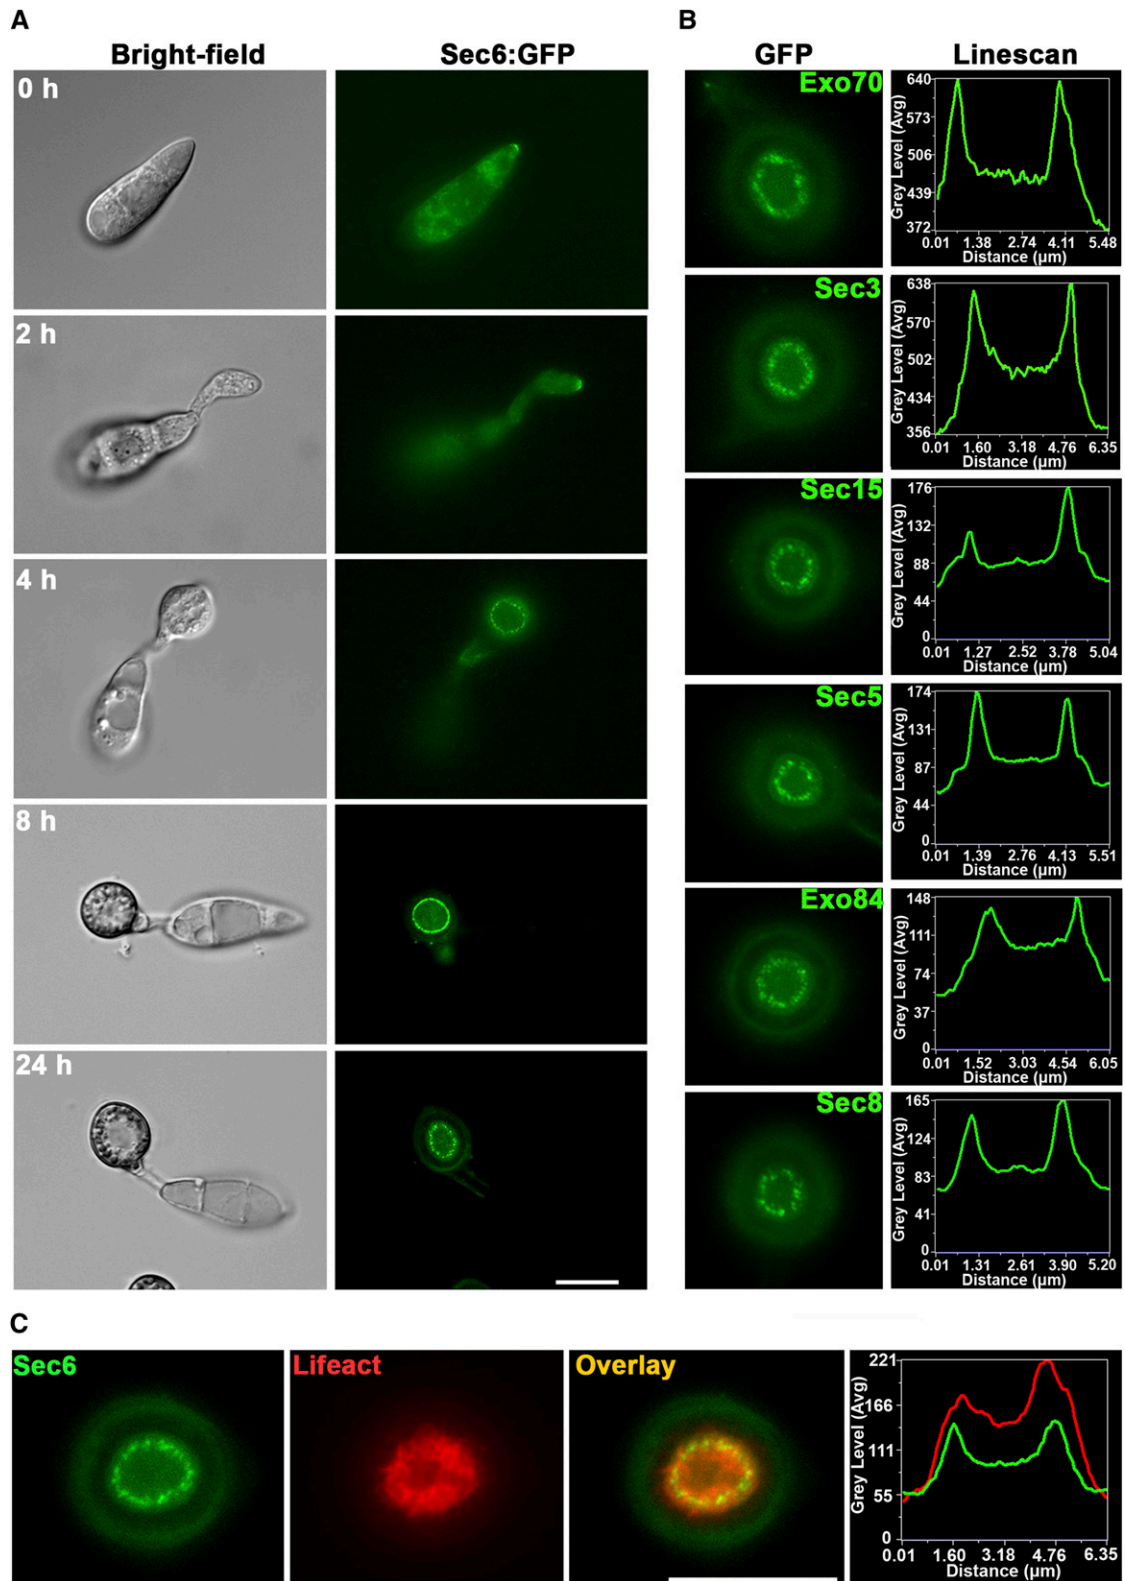 A
Bright-field Sec6:GFP
0 h
2 h
4 h
8 h
24 h
B
GFP Linescan
Exo70
Grey Level (Avg)
640
573
506
439
372
0.01 1.38 2.74 4.11 5.48
Distance (µm)
Sec3
Grey Level (Avg)
638
570
502
434
356
0.01 1.60 3.18 4.76 6.35
Distance (µm)
Sec15
Grey Level (Avg)
176
132
88
44
0
0.01 1.27 2.52 3.78 5.04
Distance (µm)
Sec5
Grey Level (Avg)
174
131
87
44
0
0.01 1.39 2.76 4.13 5.51
Distance (µm)
Exo84
Grey Level (Avg)
148
111
74
37
0
0.01 1.52 3.03 4.54 6.05
Distance (µm)
Sec8
Grey Level (Avg)
165
124
83
41
0
0.01 1.31 2.61 3.90 5.20
Distance (µm)
C
Sec6 Lifeact Overlay
Grey Level (Avg)
221
166
111
55
0
0.01 1.60 3.18 4.76 6.35
Distance (µm)